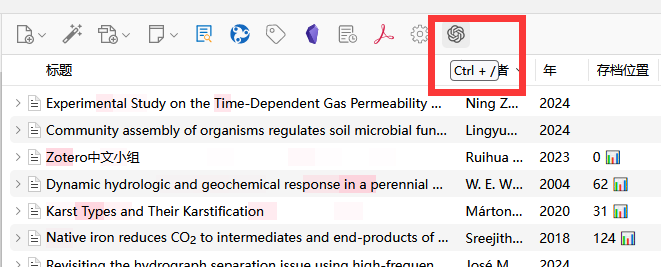 Ctrl + /
标题 者 年 存档位置
Experimental Study on the Time-Dependent Gas Permeability ... Ning Z... 2024
Community assembly of organisms regulates soil microbial fun... Lingyu... 2024
Zotero中文小组 Ruihua ... 2023 0
Dynamic hydrologic and geochemical response in a perennial ... W. E. W... 2004 62
Karst Types and Their Karstification Márton... 2020 31
Native iron reduces CO2 to intermediates and end-products of ... Sreejith... 2018 124
Revisiting the hydrograph separation issue using high-frequen... José M...